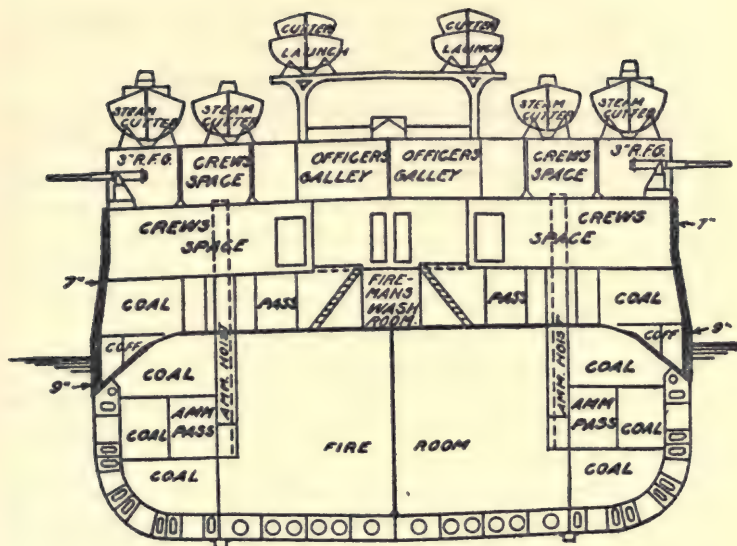 CUTTER
LAUNCH
CUTTER
LAUNCH
STEAM
CUTTER
STEAM
CUTTER
STEAM
CUTTER
STEAM
CUTTER
3" R.F.G.
CREWS
SPACE
OFFICERS
GALLEY
OFFICERS
GALLEY
CREWS
SPACE
3" R.F.G.
CREWS
SPACE
CREWS
SPACE
7"
7"
COAL
PASS
FIRE-
MANS
WASH
ROOM.
PASS
COAL
COFF
COFF
9"
9"
COAL
AMM. HOIST
AMM. HOIST
COAL
COAL
AMM
PASS
AMM
PASS
COAL
FIRE ROOM
COAL
COAL